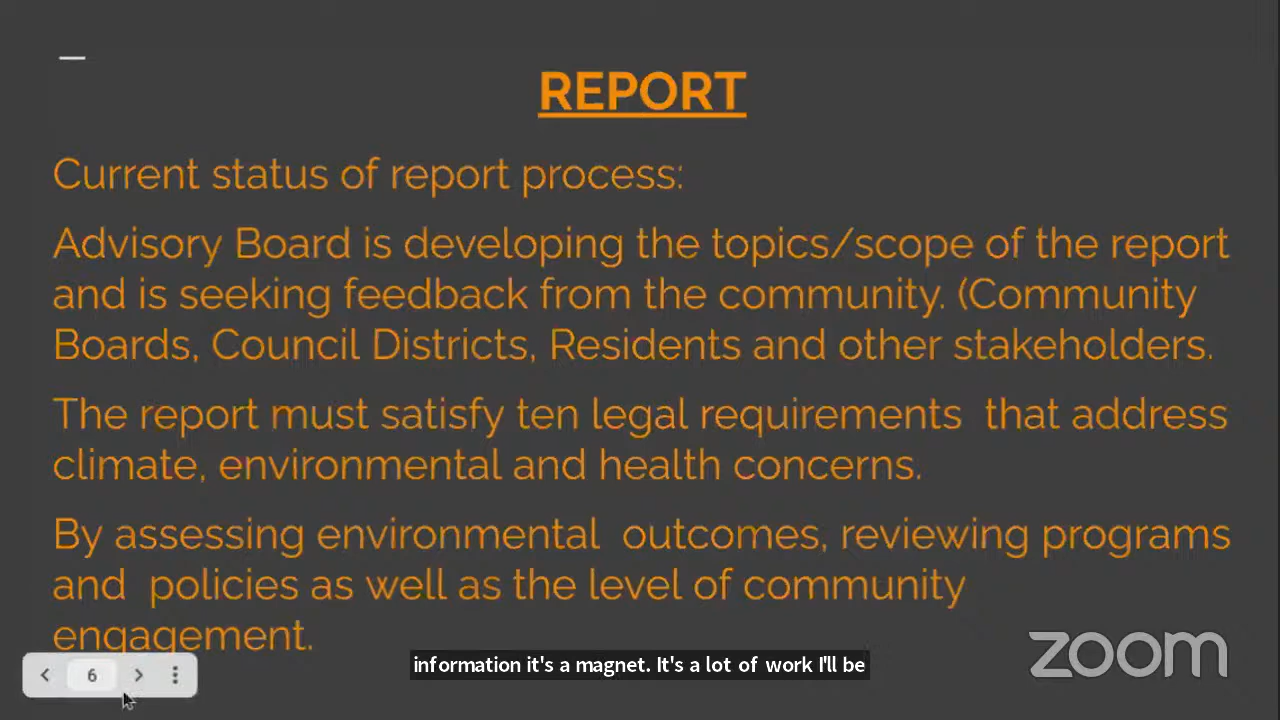 REPORT
Current status of report process:
Advisory Board is developing the topics/scope of the report
and is seeking feedback from the community. (Community
Boards, Council Districts, Residents and other stakeholders.
The report must satisfy ten legal requirements  that address
climate, environmental and health concerns.
By assessing environmental  outcomes, reviewing programs
and  policies as well as the level of community
engagement.
6
information it's a magnet. It's a lot of work I'll be
zoom